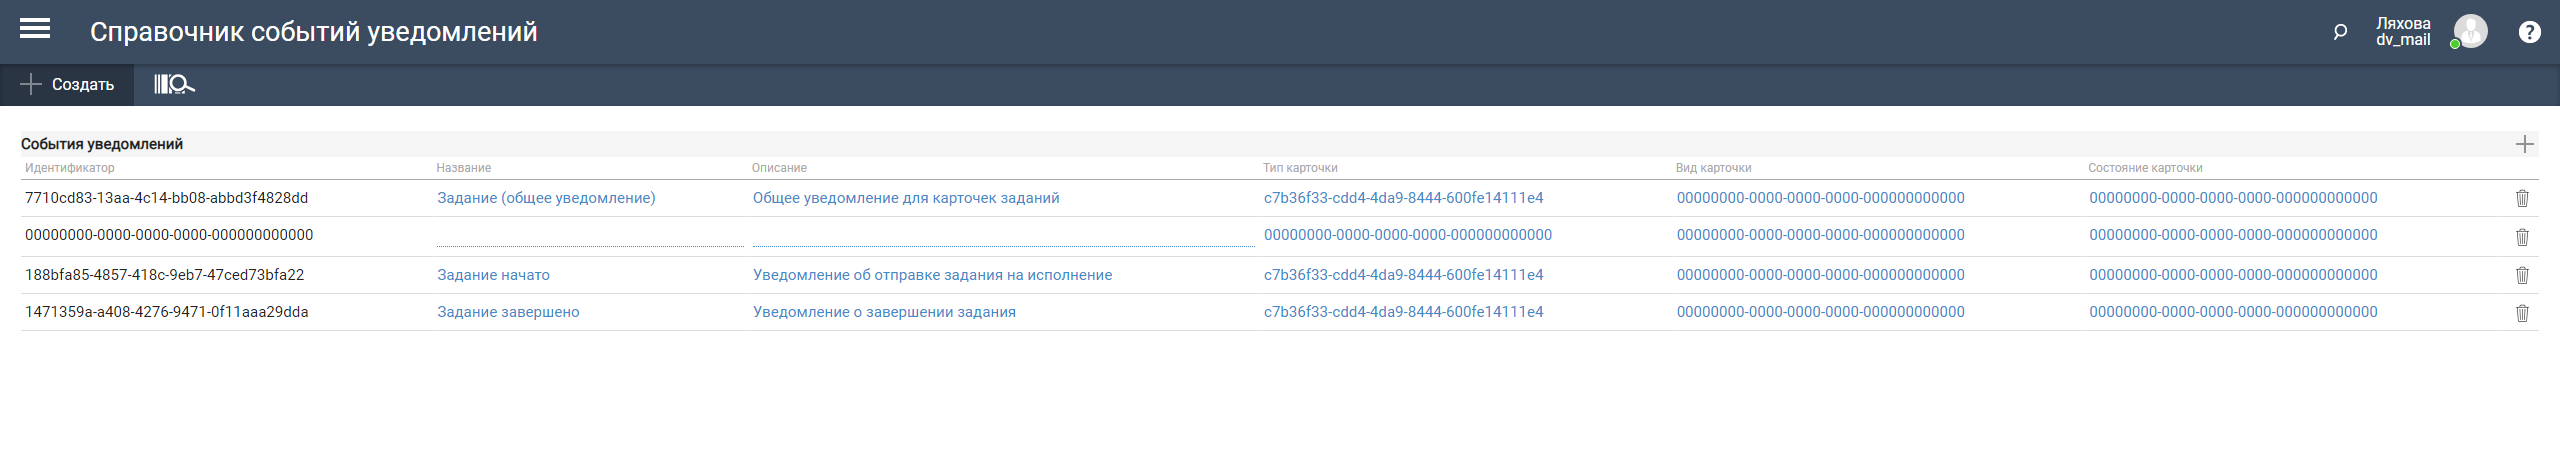 Справочник событий уведомлений
Ляхова
dv_mail
Создать
События уведомлений
Идентификатор Название Описание Тип карточки Вид карточки Состояние карточки
7710cd83-13aa-4c14-bb08-abbd3f4828dd Задание (общее уведомление) Общее уведомление для карточек заданий c7b36f33-cdd4-4da9-8444-600fe14111e4 00000000-0000-0000-0000-000000000000 00000000-0000-0000-0000-000000000000
00000000-0000-0000-0000-000000000000 00000000-0000-0000-0000-000000000000 00000000-0000-0000-0000-000000000000 00000000-0000-0000-0000-000000000000
188bfa85-4857-418c-9eb7-47ced73bfa22 Задание начато Уведомление об отправке задания на исполнение c7b36f33-cdd4-4da9-8444-600fe14111e4 00000000-0000-0000-0000-000000000000 00000000-0000-0000-0000-000000000000
1471359a-a408-4276-9471-0f11aaa29dda Задание завершено Уведомление о завершении задания c7b36f33-cdd4-4da9-8444-600fe14111e4 00000000-0000-0000-0000-000000000000 00000000-0000-0000-0000-000000000000